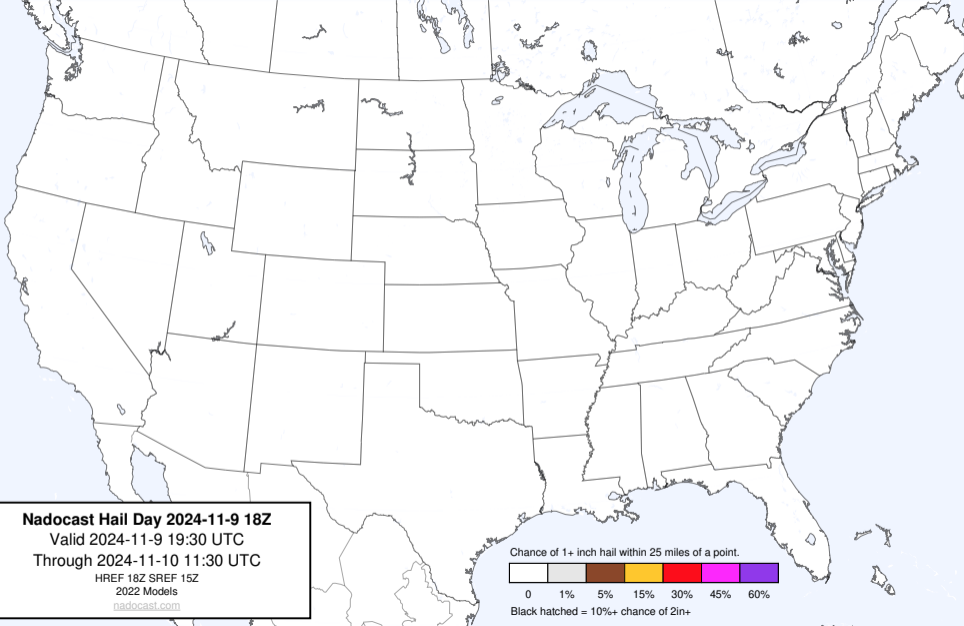 Nadocast Hail Day 2024-11-9 18Z
Valid 2024-11-9 19:30 UTC
Through 2024-11-10 11:30 UTC
HREF 18Z SREF 15Z
2022 Models
nadocast.com
Chance of 1+ inch hail within 25 miles of a point.
0 1% 5% 15% 30% 45% 60%
Black hatched = 10%+ chance of 2in+